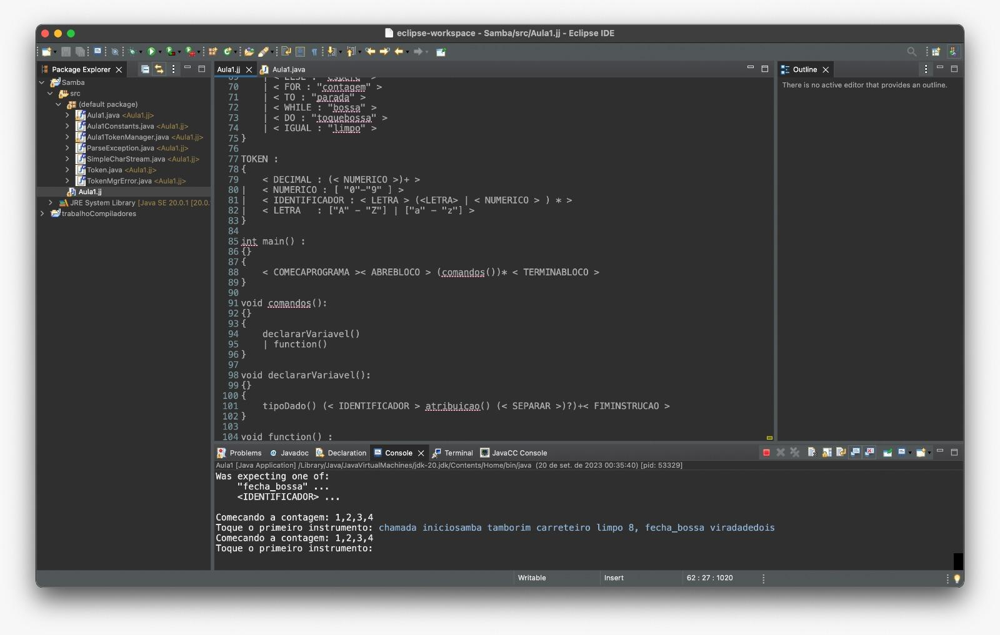 eclipse-workspace - Samba/src/Aula1.jj - Eclipse IDE
Package Explorer
Samba
src
(default package)
Aula1.java <Aula1.jj>
Aula1Constants.java <Aula1.jj>
Aula1TokenManager.java <Aula1.jj>
ParseException.java <Aula1.jj>
SimpleCharStream.java <Aula1.jj>
Token.java <Aula1.jj>
TokenMgrError.java <Aula1.jj>
Aula1.jj
JRE System Library [Java SE 20.0.1 [20.0.
trabalhoCompiladores
Aula1.jj
Aula1.java
69 | < ELSE : "espere" >
70 | < FOR : "contagem" >
71 | < TO : "parada" >
72 | < WHILE : "bossa" >
73 | < DO : "toquebossa" >
74 | < IGUAL : "limpo" >
75 }
76
77 TOKEN :
78 {
79 < DECIMAL : (< NUMERICO >)+ >
80 | < NUMERICO : [ "0"-"9" ] >
81 | < IDENTIFICADOR : < LETRA > (<LETRA> | < NUMERICO > ) * >
82 | < LETRA : ["A" - "Z"] | ["a" - "z"] >
83 }
84
85 int main() :
86 {}
87 {
88 < COMECAPROGRAMA >< ABREBLOCO > (comandos())* < TERMINABLOCO >
89 }
90
91 void comandos():
92 {}
93 {
94 declararVariavel()
95 | function()
96 }
97
98 void declararVariavel():
99 {}
100 {
101 tipoDado() (< IDENTIFICADOR > atribuicao() (< SEPARAR >)?)+< FIMINSTRUCAO >
102 }
103
104 void function() :
Outline
There is no active editor that provides an outline.
Problems
@ Javadoc
Declaration
Console
Terminal
JavaCC Console
Aula1 [Java Application] /Library/Java/JavaVirtualMachines/jdk-20.jdk/Contents/Home/bin/java (20 de set. de 2023 00:35:40) [pid: 53329]
Was expecting one of:
"fecha_bossa" ...
<IDENTIFICADOR> ...
Comecando a contagem: 1,2,3,4
Toque o primeiro instrumento: chamada iniciosamba tamborim carreteiro limpo 8, fecha_bossa viradadedois
Comecando a contagem: 1,2,3,4
Toque o primeiro instrumento:
Writable
Insert
62 : 27 : 1020